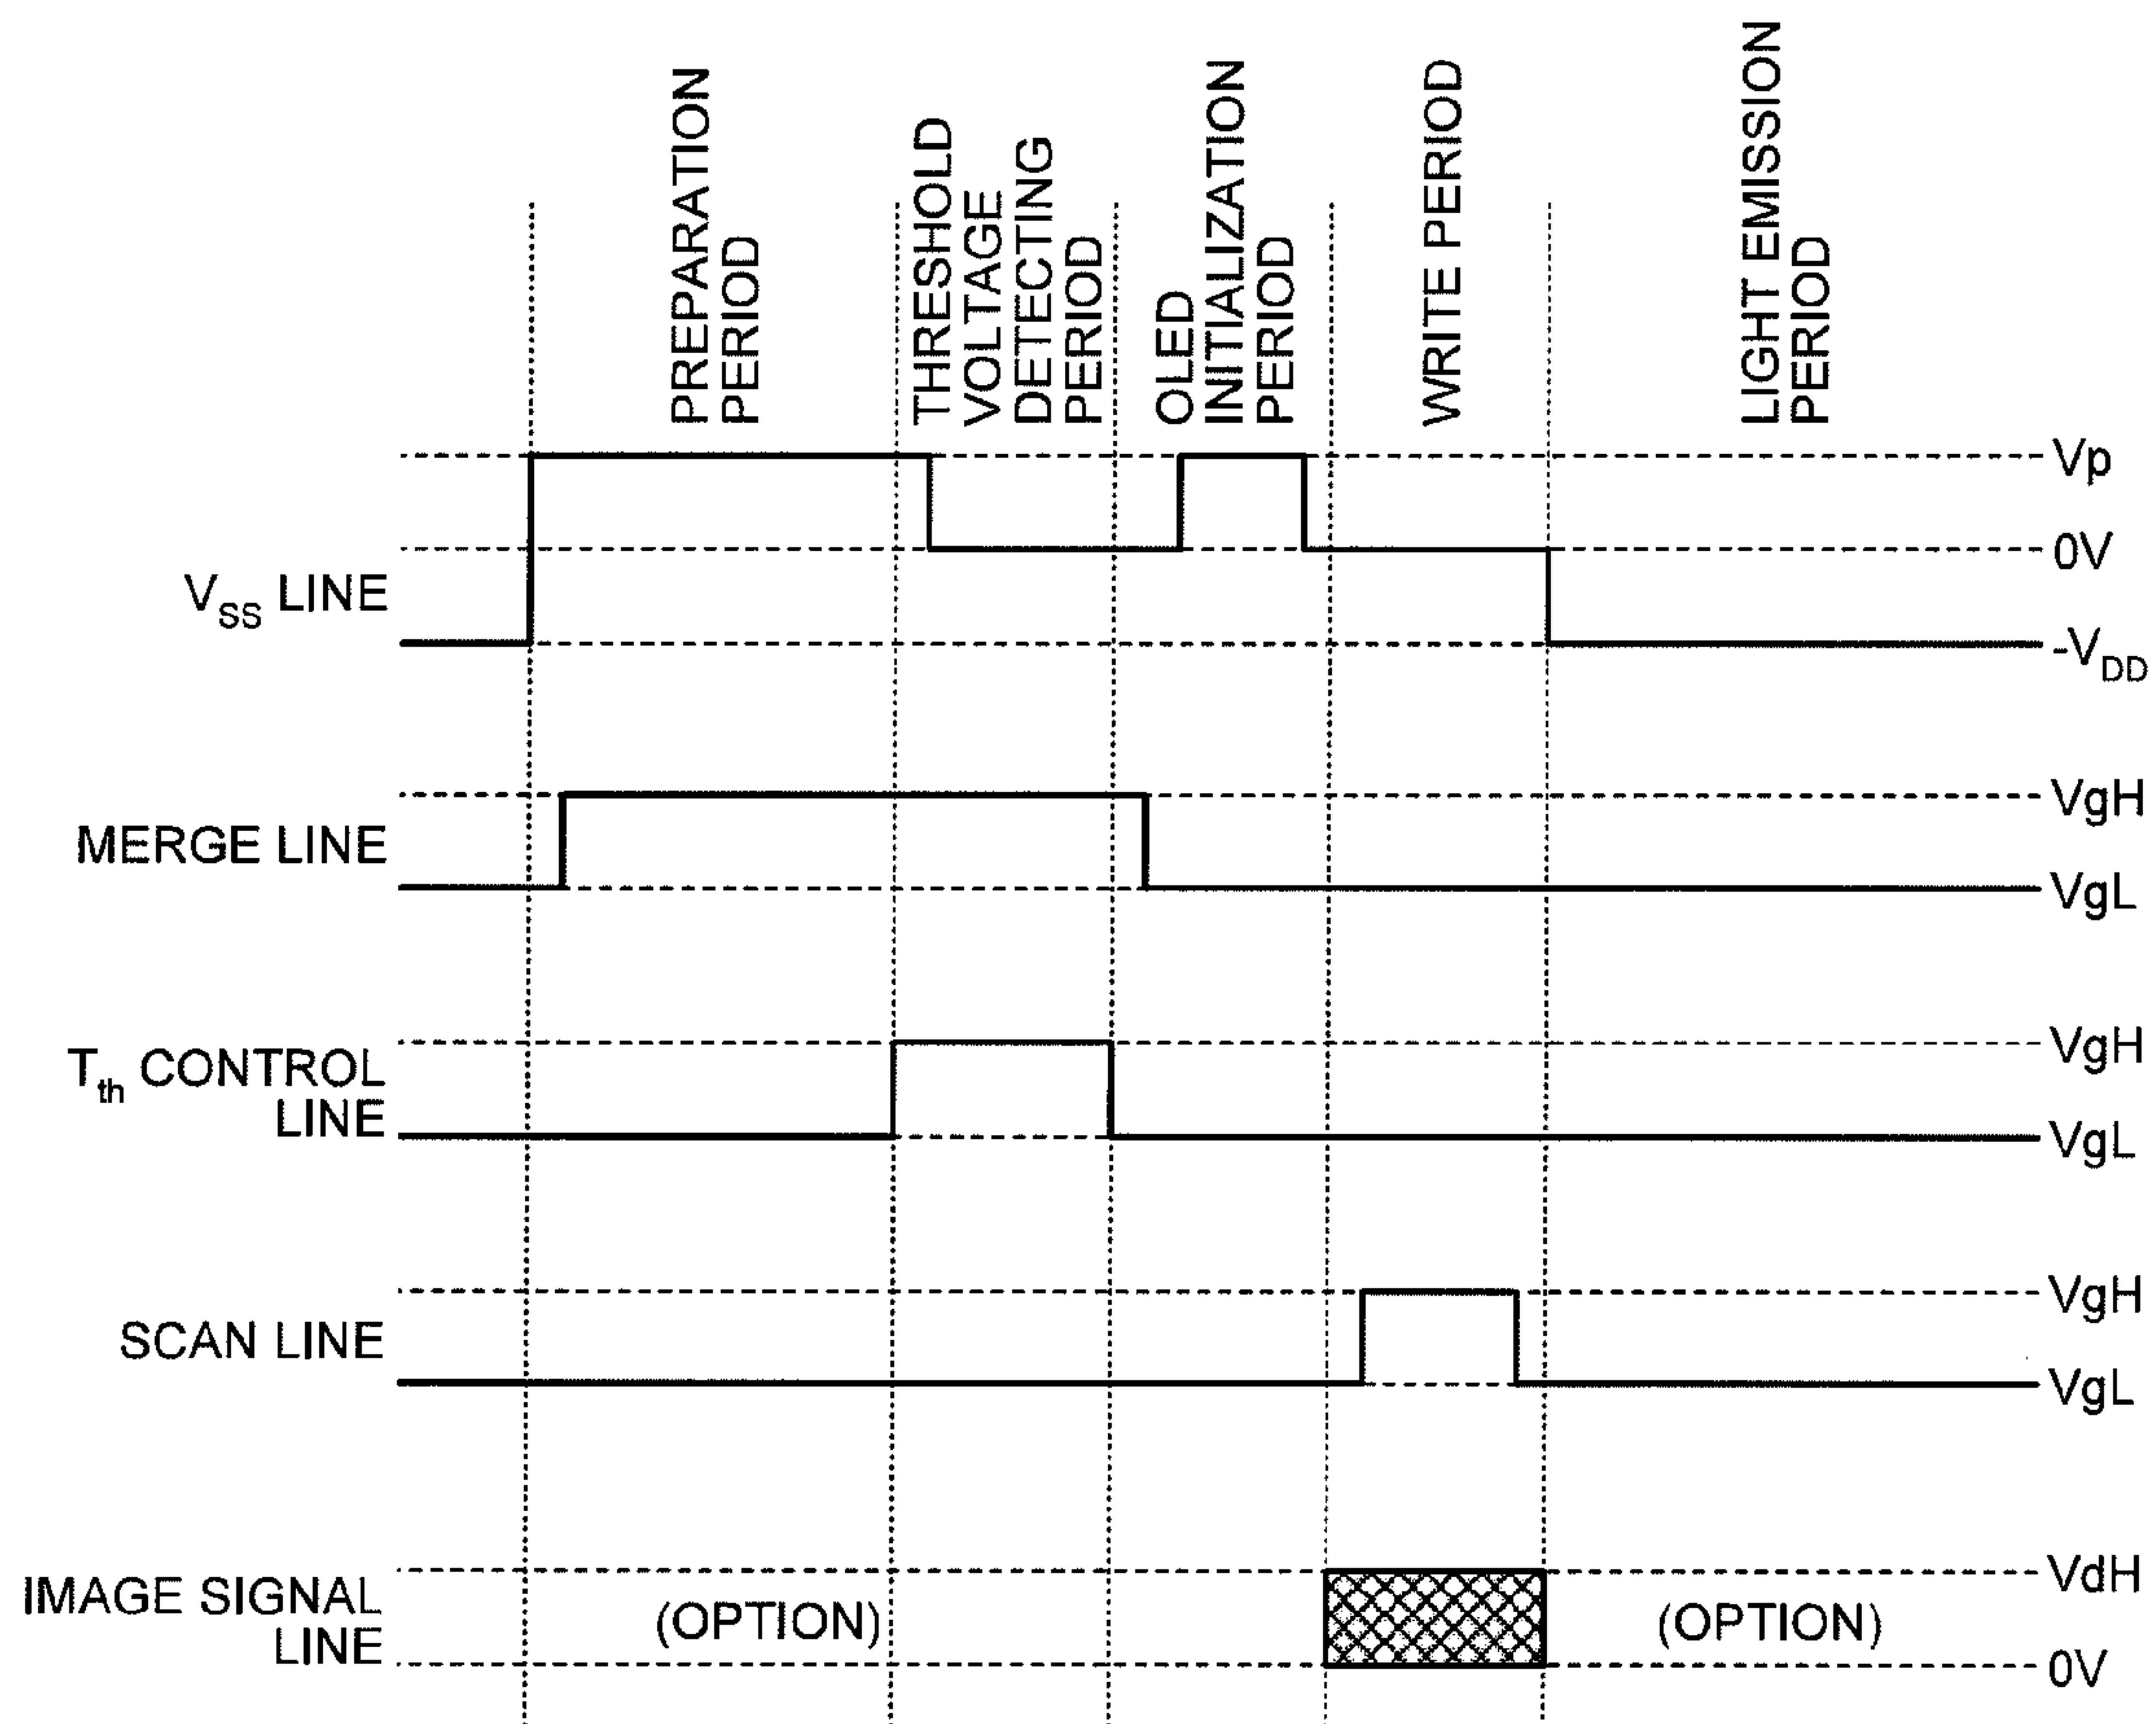 PREPARATION
PERIOD
THRESHOLD
VOLTAGE
DETECTING
PERIOD
OLED
INITIALIZATION
PERIOD
WRITE PERIOD
LIGHT EMISSION
PERIOD
Vp
0V
VSS LINE
-VDD
VgH
MERGE LINE
VgL
VgH
Tth CONTROL
LINE
VgL
VgH
SCAN LINE
VgL
VdH
IMAGE SIGNAL
LINE
(OPTION)
(OPTION)
0V